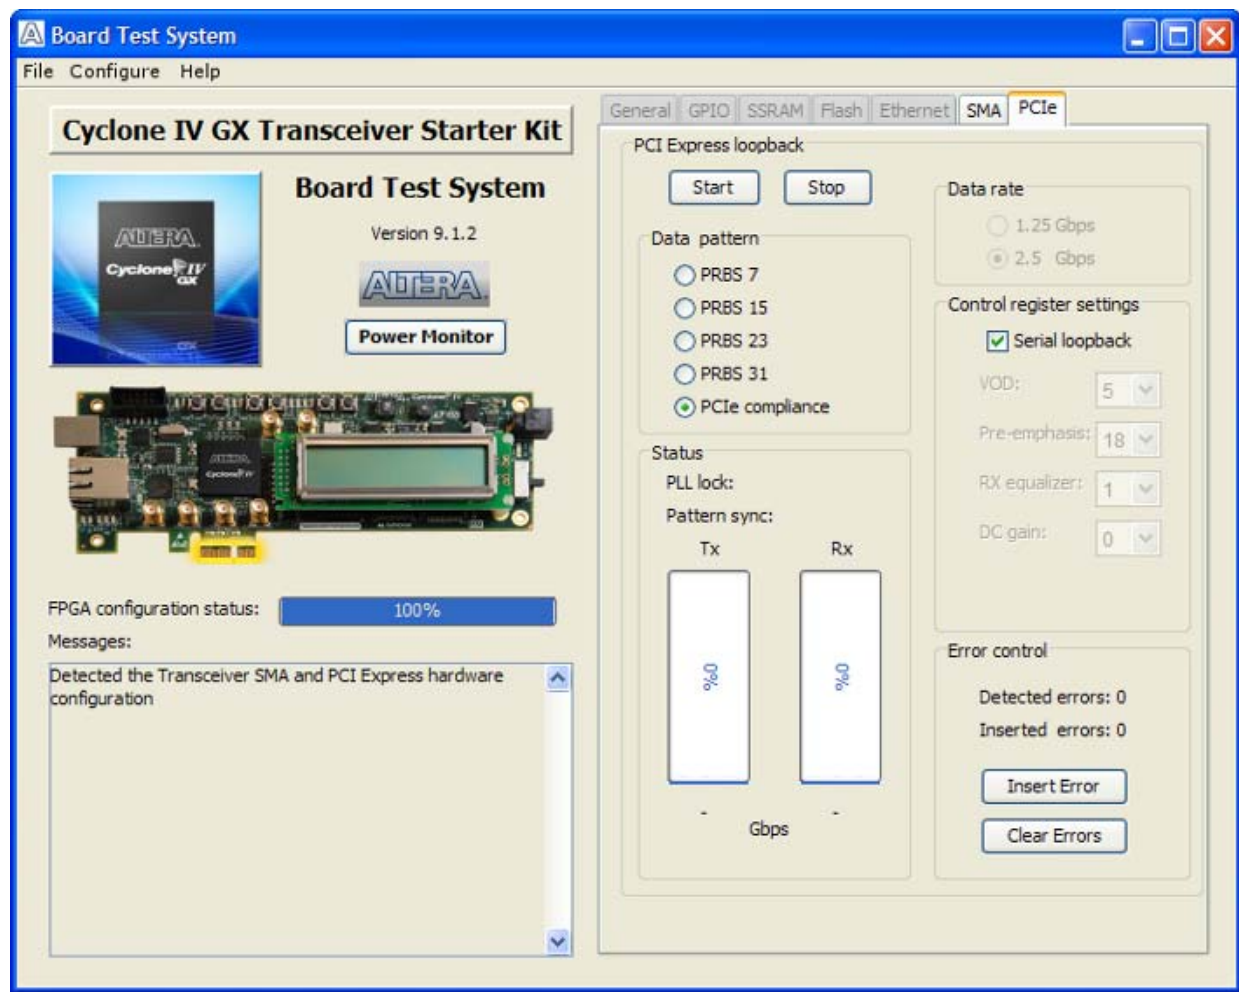 Board Test System
File Configure Help
Cyclone IV GX Transceiver Starter Kit
Board Test System
Version 9.1.2
ALTERA.
Cyclone IV
GX
ALTERA.
Power Monitor
ALTERA.
Cyclone IV
FPGA configuration status: 100%
Messages:
Detected the Transceiver SMA and PCI Express hardware
configuration
General GPIO SSRAM Flash Ethernet SMA PCIe
PCI Express loopback
Start Stop
Data pattern
PRBS 7
PRBS 15
PRBS 23
PRBS 31
PCIe compliance
Status
PLL lock:
Pattern sync:
Tx Rx
0% 0%
- -
Gbps
Data rate
1.25 Gbps
2.5 Gbps
Control register settings
Serial loopback
VOD: 5
Pre-emphasis: 18
RX equalizer: 1
DC gain: 0
Error control
Detected errors: 0
Inserted errors: 0
Insert Error
Clear Errors